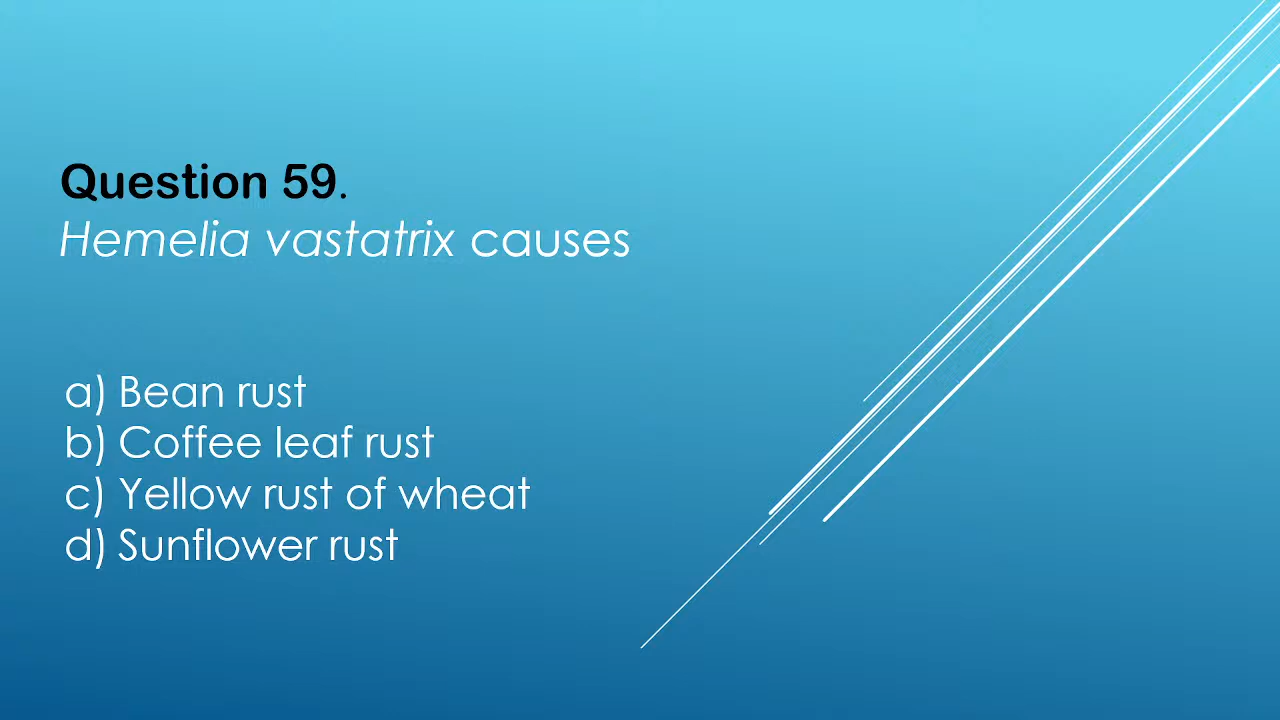 Question 59.
Hemelia vastatrix causes
a) Bean rust
b) Coffee leaf rust
c) Yellow rust of wheat
d) Sunflower rust